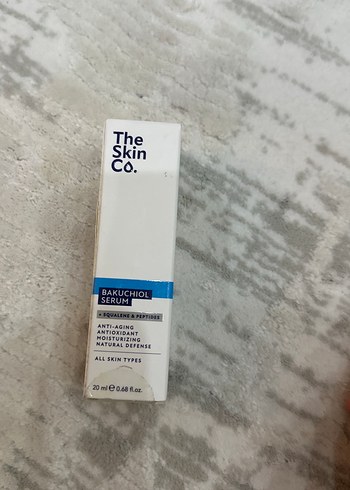 The
Skin
Co.
BAKUCHIOL
SERUM
+ SQUALENE & PEPTIDES
ANTI-AGING
ANTIOXIDANT
MOISTURIZING
NATURAL DEFENSE
ALL SKIN TYPES
20 ml ℮ 0.68 fl.oz.